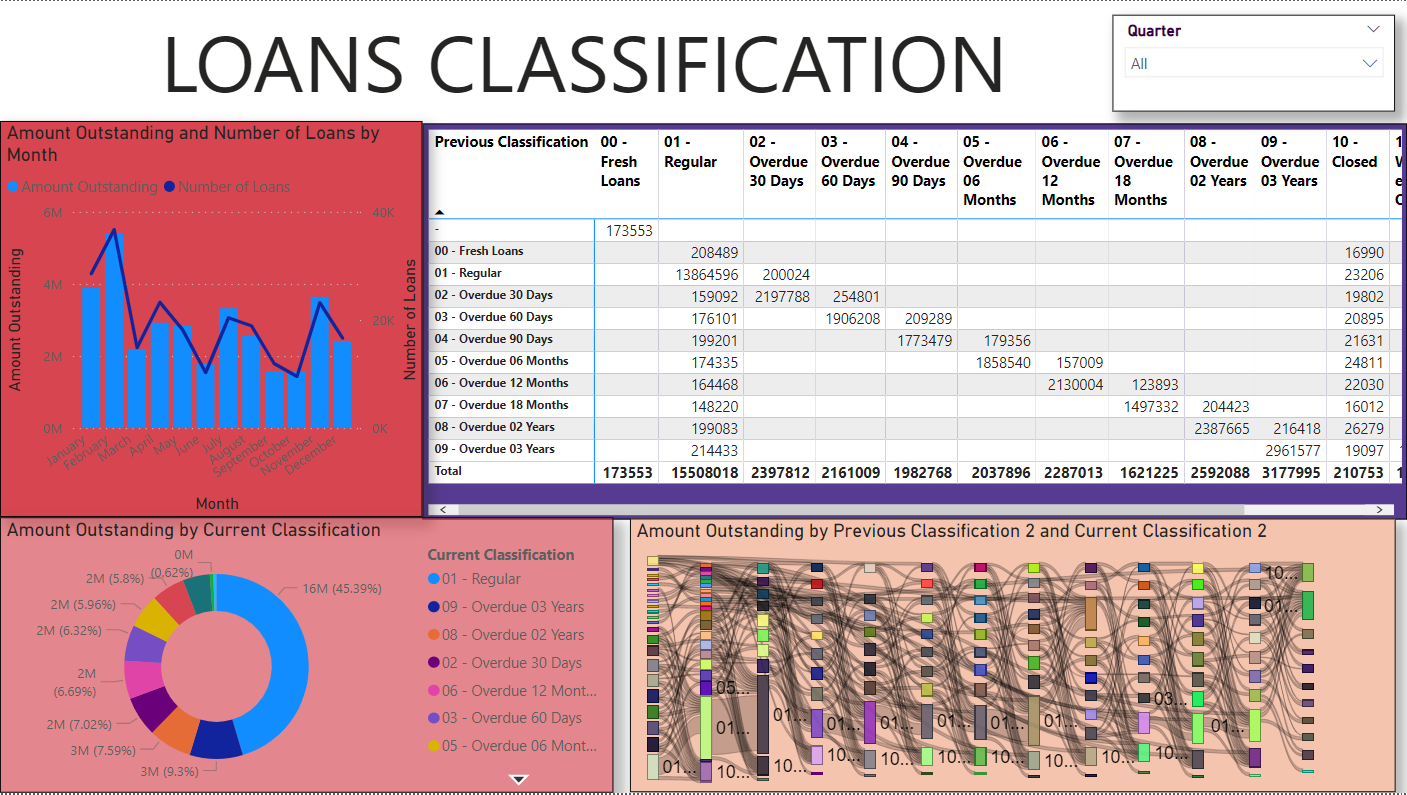 LOANS CLASSIFICATION
Quarter
All
Amount Outstanding and Number of Loans by
Month
Amount Outstanding Number of Loans
6M
4M
2M
0M
40K
20K
0K
Amount Outstanding
Number of Loans
January
February
March
April
May
June
July
August
September
October
November
December
Month
Previous Classification 00 - Fresh Loans 01 - Regular 02 - Overdue 30 Days 03 - Overdue 60 Days 04 - Overdue 90 Days 05 - Overdue 06 Months 06 - Overdue 12 Months 07 - Overdue 18 Months 08 - Overdue 02 Years 09 - Overdue 03 Years 10 - Closed
- 173553
00 - Fresh Loans 208489 16990
01 - Regular 13864596 200024 23206
02 - Overdue 30 Days 159092 2197788 254801 19802
03 - Overdue 60 Days 176101 1906208 209289 20895
04 - Overdue 90 Days 199201 1773479 179356 21631
05 - Overdue 06 Months 174335 1858540 157009 24811
06 - Overdue 12 Months 164468 2130004 123893 22030
07 - Overdue 18 Months 148220 1497332 204423 16012
08 - Overdue 02 Years 199083 2387665 216418 26279
09 - Overdue 03 Years 214433 2961577 19097
Total 173553 15508018 2397812 2161009 1982768 2037896 2287013 1621225 2592088 3177995 210753
Amount Outstanding by Current Classification
0M
(0.62%)
2M (5.8%)
2M (5.96%)
2M (6.32%)
2M
(6.69%)
2M (7.02%)
3M (7.59%)
3M (9.3%)
16M (45.39%)
Current Classification
01 - Regular
09 - Overdue 03 Years
08 - Overdue 02 Years
02 - Overdue 30 Days
06 - Overdue 12 Mont...
03 - Overdue 60 Days
05 - Overdue 06 Mont...
Amount Outstanding by Previous Classification 2 and Current Classification 2
10...
01...
05...
03...
01...
01...
01...
01...
01...
01...
01...
01...
10...
10...
10...
10...
10...
10...
10...
10...
01...